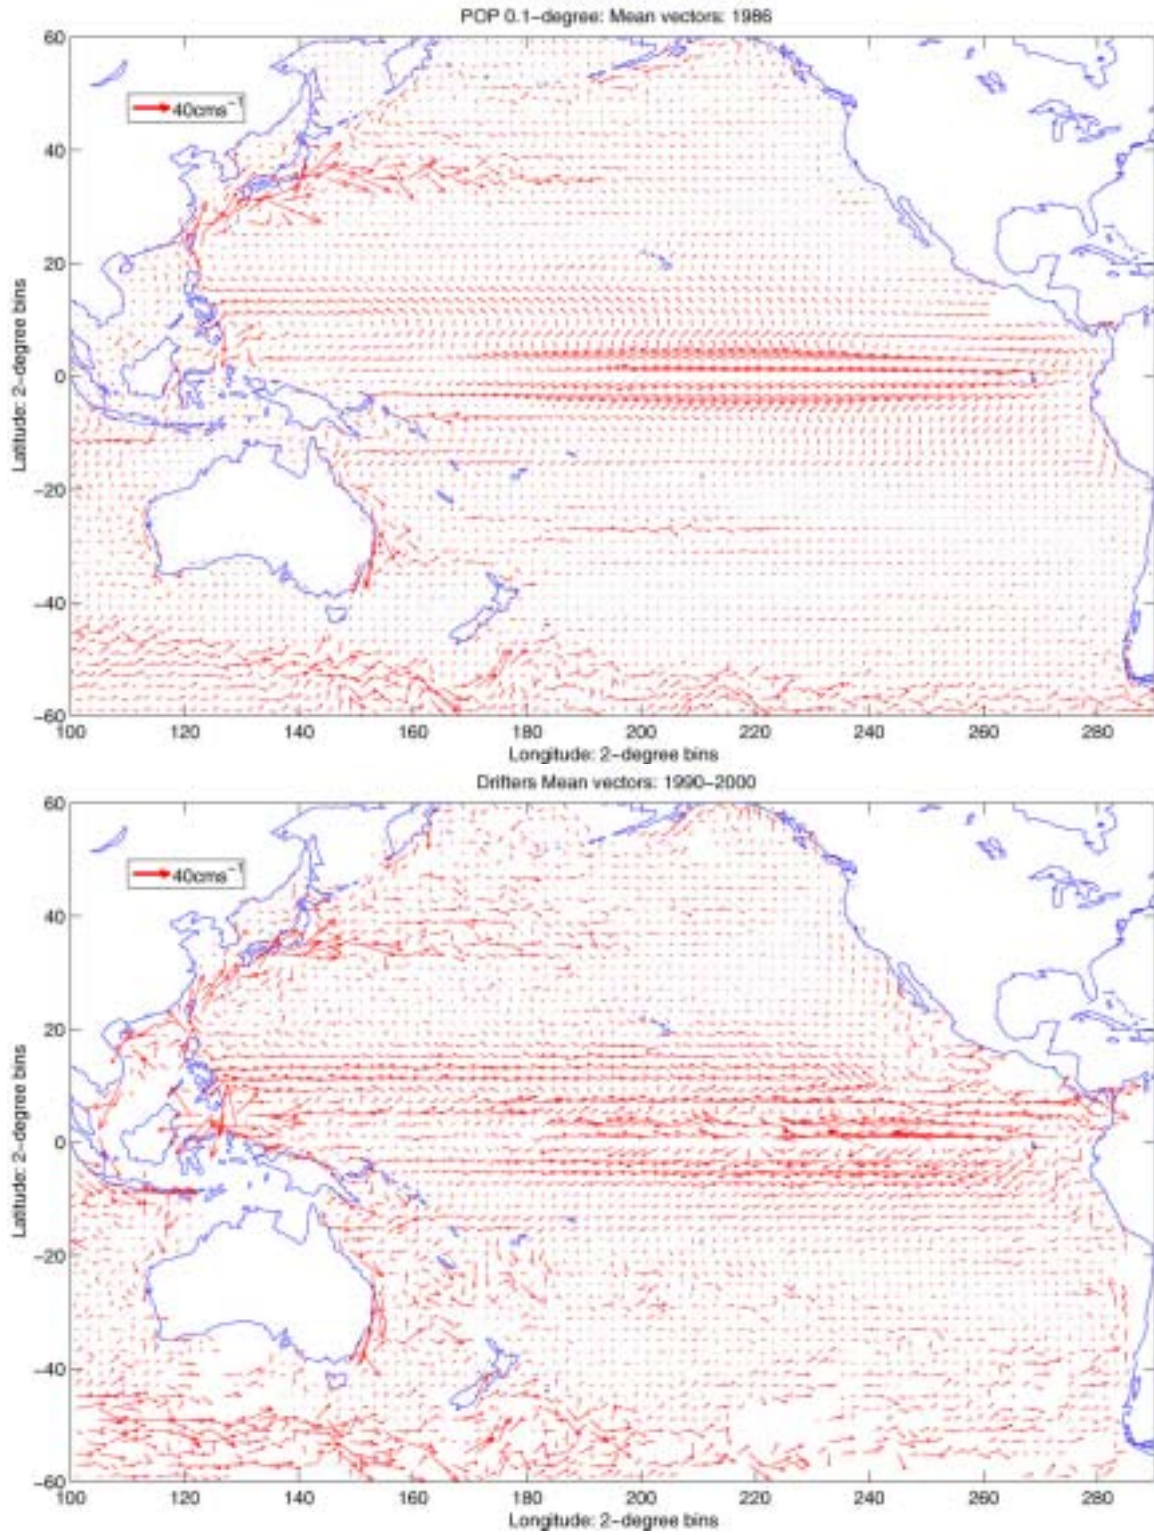 POP 0.1-degree: Mean vectors: 1986
60
40cms⁻¹
40
20
0
-20
-40
-60
Latitude: 2-degree bins
100 120 140 160 180 200 220 240 260 280
Longitude: 2-degree bins
Drifters Mean vectors: 1990-2000
60
40cms⁻¹
40
20
0
-20
-40
-60
Latitude: 2-degree bins
100 120 140 160 180 200 220 240 260 280
Longitude: 2-degree bins